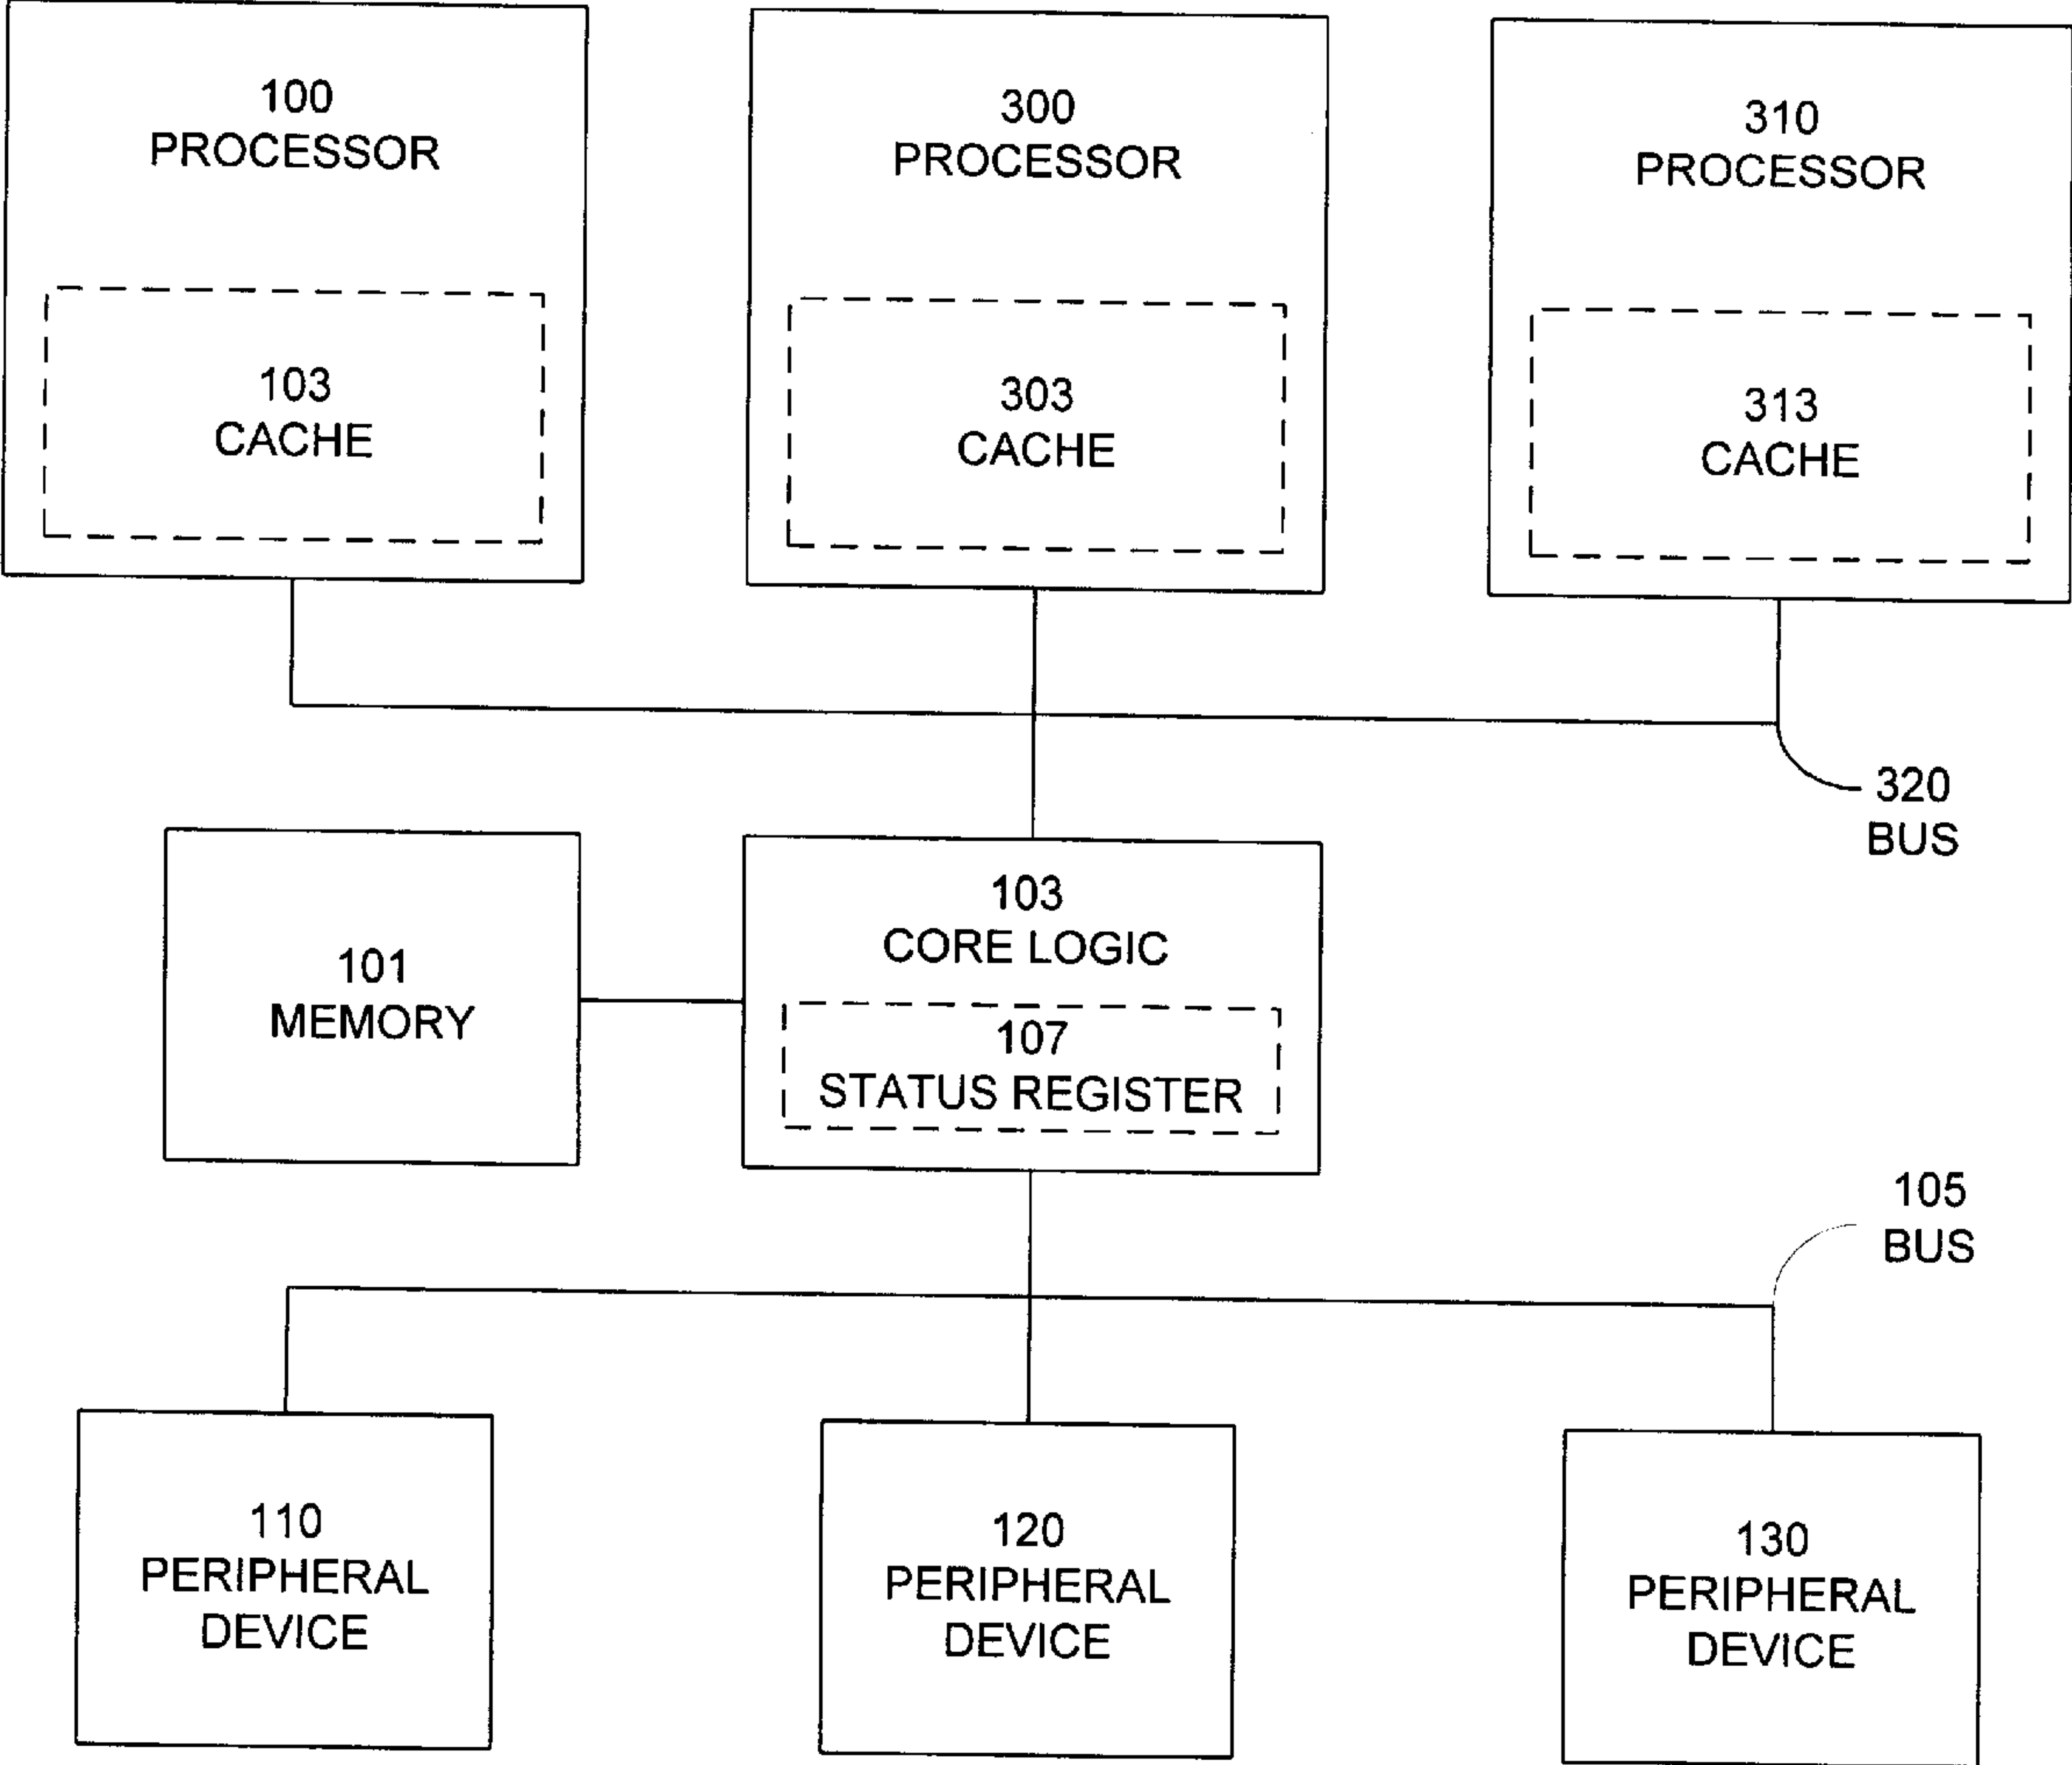 100
PROCESSOR
300
PROCESSOR
310
PROCESSOR
103
CACHE
303
CACHE
313
CACHE
320
BUS
101
MEMORY
103
CORE LOGIC
107
STATUS REGISTER
105
BUS
110
PERIPHERAL
DEVICE
120
PERIPHERAL
DEVICE
130
PERIPHERAL
DEVICE